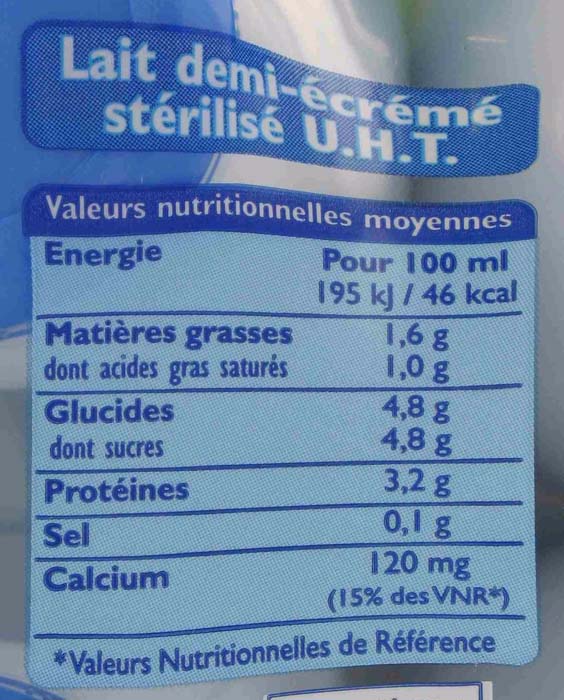 Lait demi-écrémé
stérilisé U.H.T.
Valeurs nutritionnelles moyennes
Energie Pour 100 ml
195 kJ / 46 kcal
Matières grasses 1,6 g
dont acides gras saturés 1,0 g
Glucides 4,8 g
dont sucres 4,8 g
Protéines 3,2 g
Sel 0,1 g
Calcium 120 mg
(15% des VNR*)
*Valeurs Nutritionnelles de Référence